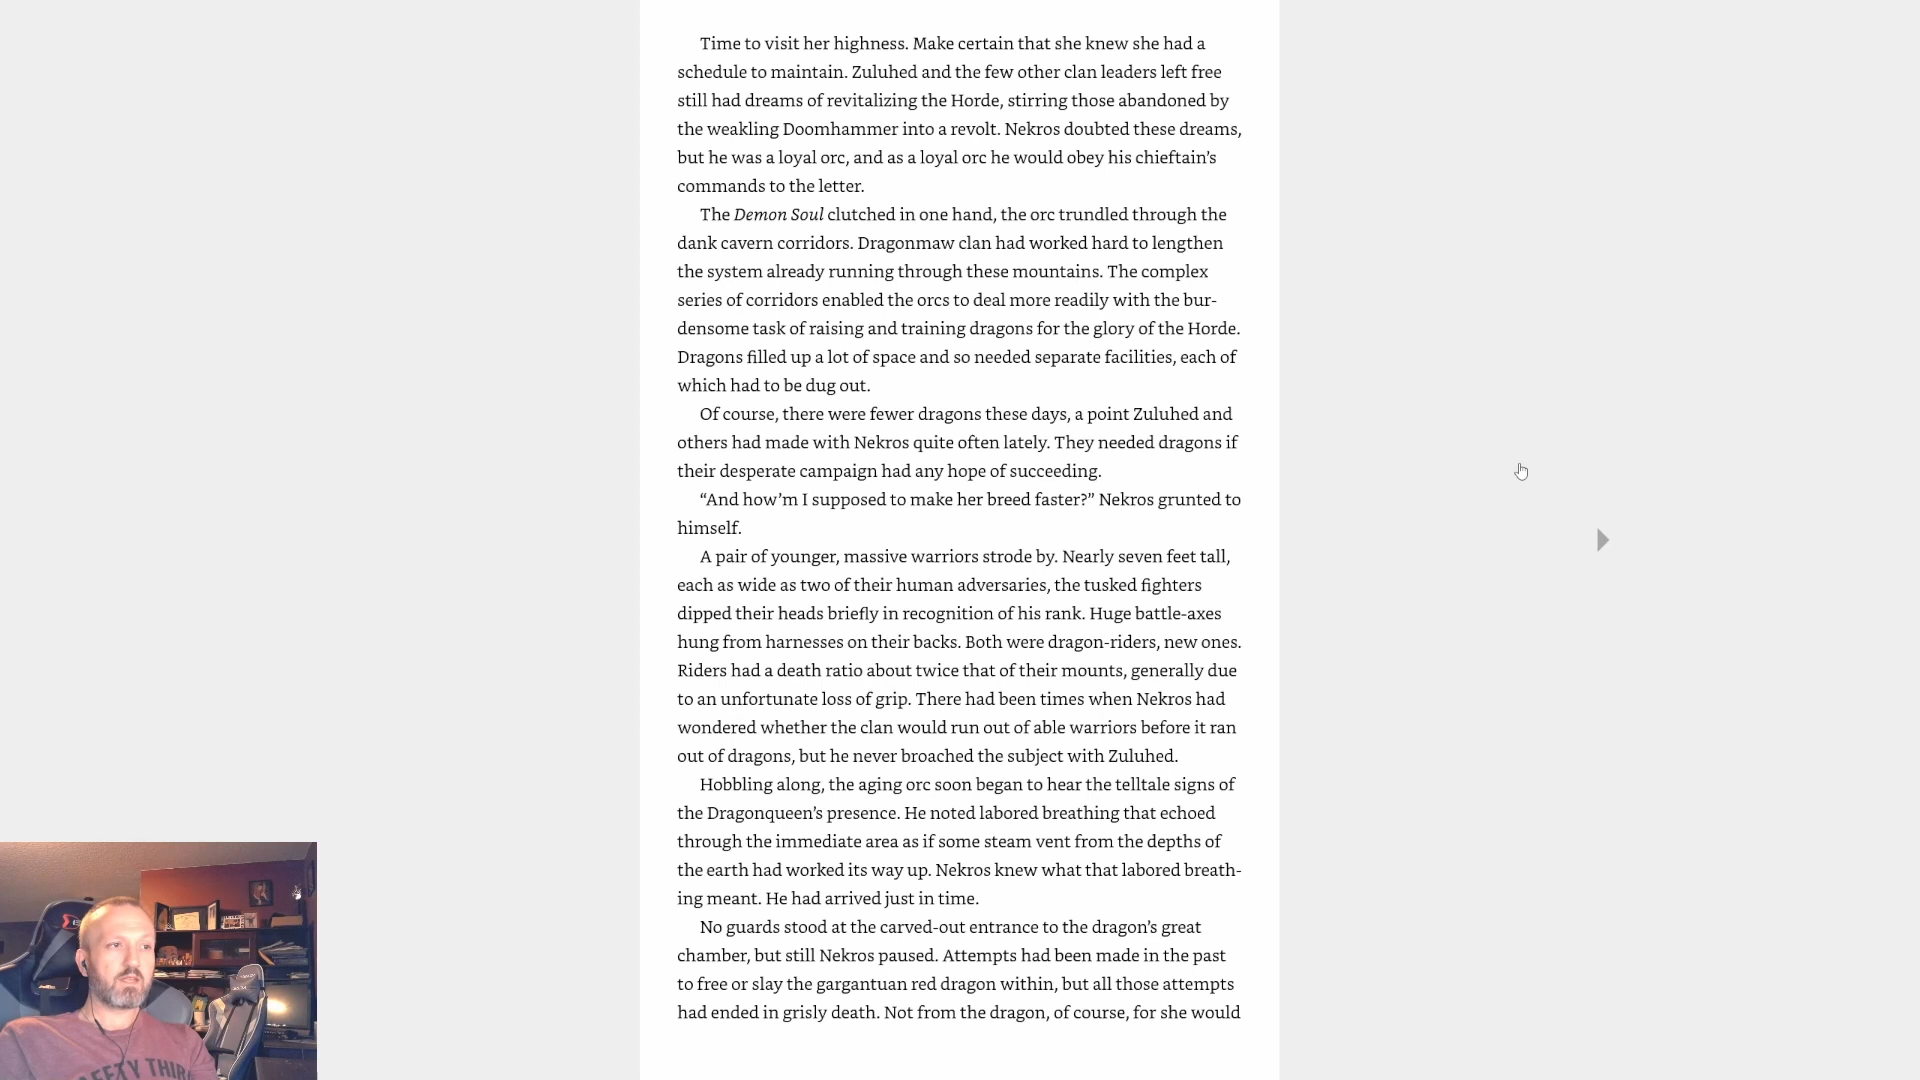 Time to visit her highness. Make certain that she knew she had a
schedule to maintain. Zuluhed and the few other clan leaders left free
still had dreams of revitalizing the Horde, stirring those abandoned by
the weakling Doomhammer into a revolt. Nekros doubted these dreams,
but he was a loyal orc, and as a loyal orc he would obey his chieftain’s
commands to the letter.
The Demon Soul clutched in one hand, the orc trundled through the
dank cavern corridors. Dragonmaw clan had worked hard to lengthen
the system already running through these mountains. The complex
series of corridors enabled the orcs to deal more readily with the bur-
densome task of raising and training dragons for the glory of the Horde.
Dragons filled up a lot of space and so needed separate facilities, each of
which had to be dug out.
Of course, there were fewer dragons these days, a point Zuluhed and
others had made with Nekros quite often lately. They needed dragons if
their desperate campaign had any hope of succeeding.
“And how’m I supposed to make her breed faster?” Nekros grunted to
himself.
A pair of younger, massive warriors strode by. Nearly seven feet tall,
each as wide as two of their human adversaries, the tusked fighters
dipped their heads briefly in recognition of his rank. Huge battle-axes
hung from harnesses on their backs. Both were dragon-riders, new ones.
Riders had a death ratio about twice that of their mounts, generally due
to an unfortunate loss of grip. There had been times when Nekros had
wondered whether the clan would run out of able warriors before it ran
out of dragons, but he never broached the subject with Zuluhed.
Hobbling along, the aging orc soon began to hear the telltale signs of
the Dragonqueen’s presence. He noted labored breathing that echoed
through the immediate area as if some steam vent from the depths of
the earth had worked its way up. Nekros knew what that labored breath-
ing meant. He had arrived just in time.
No guards stood at the carved-out entrance to the dragon’s great
chamber, but still Nekros paused. Attempts had been made in the past
to free or slay the gargantuan red dragon within, but all those attempts
had ended in grisly death. Not from the dragon, of course, for she would